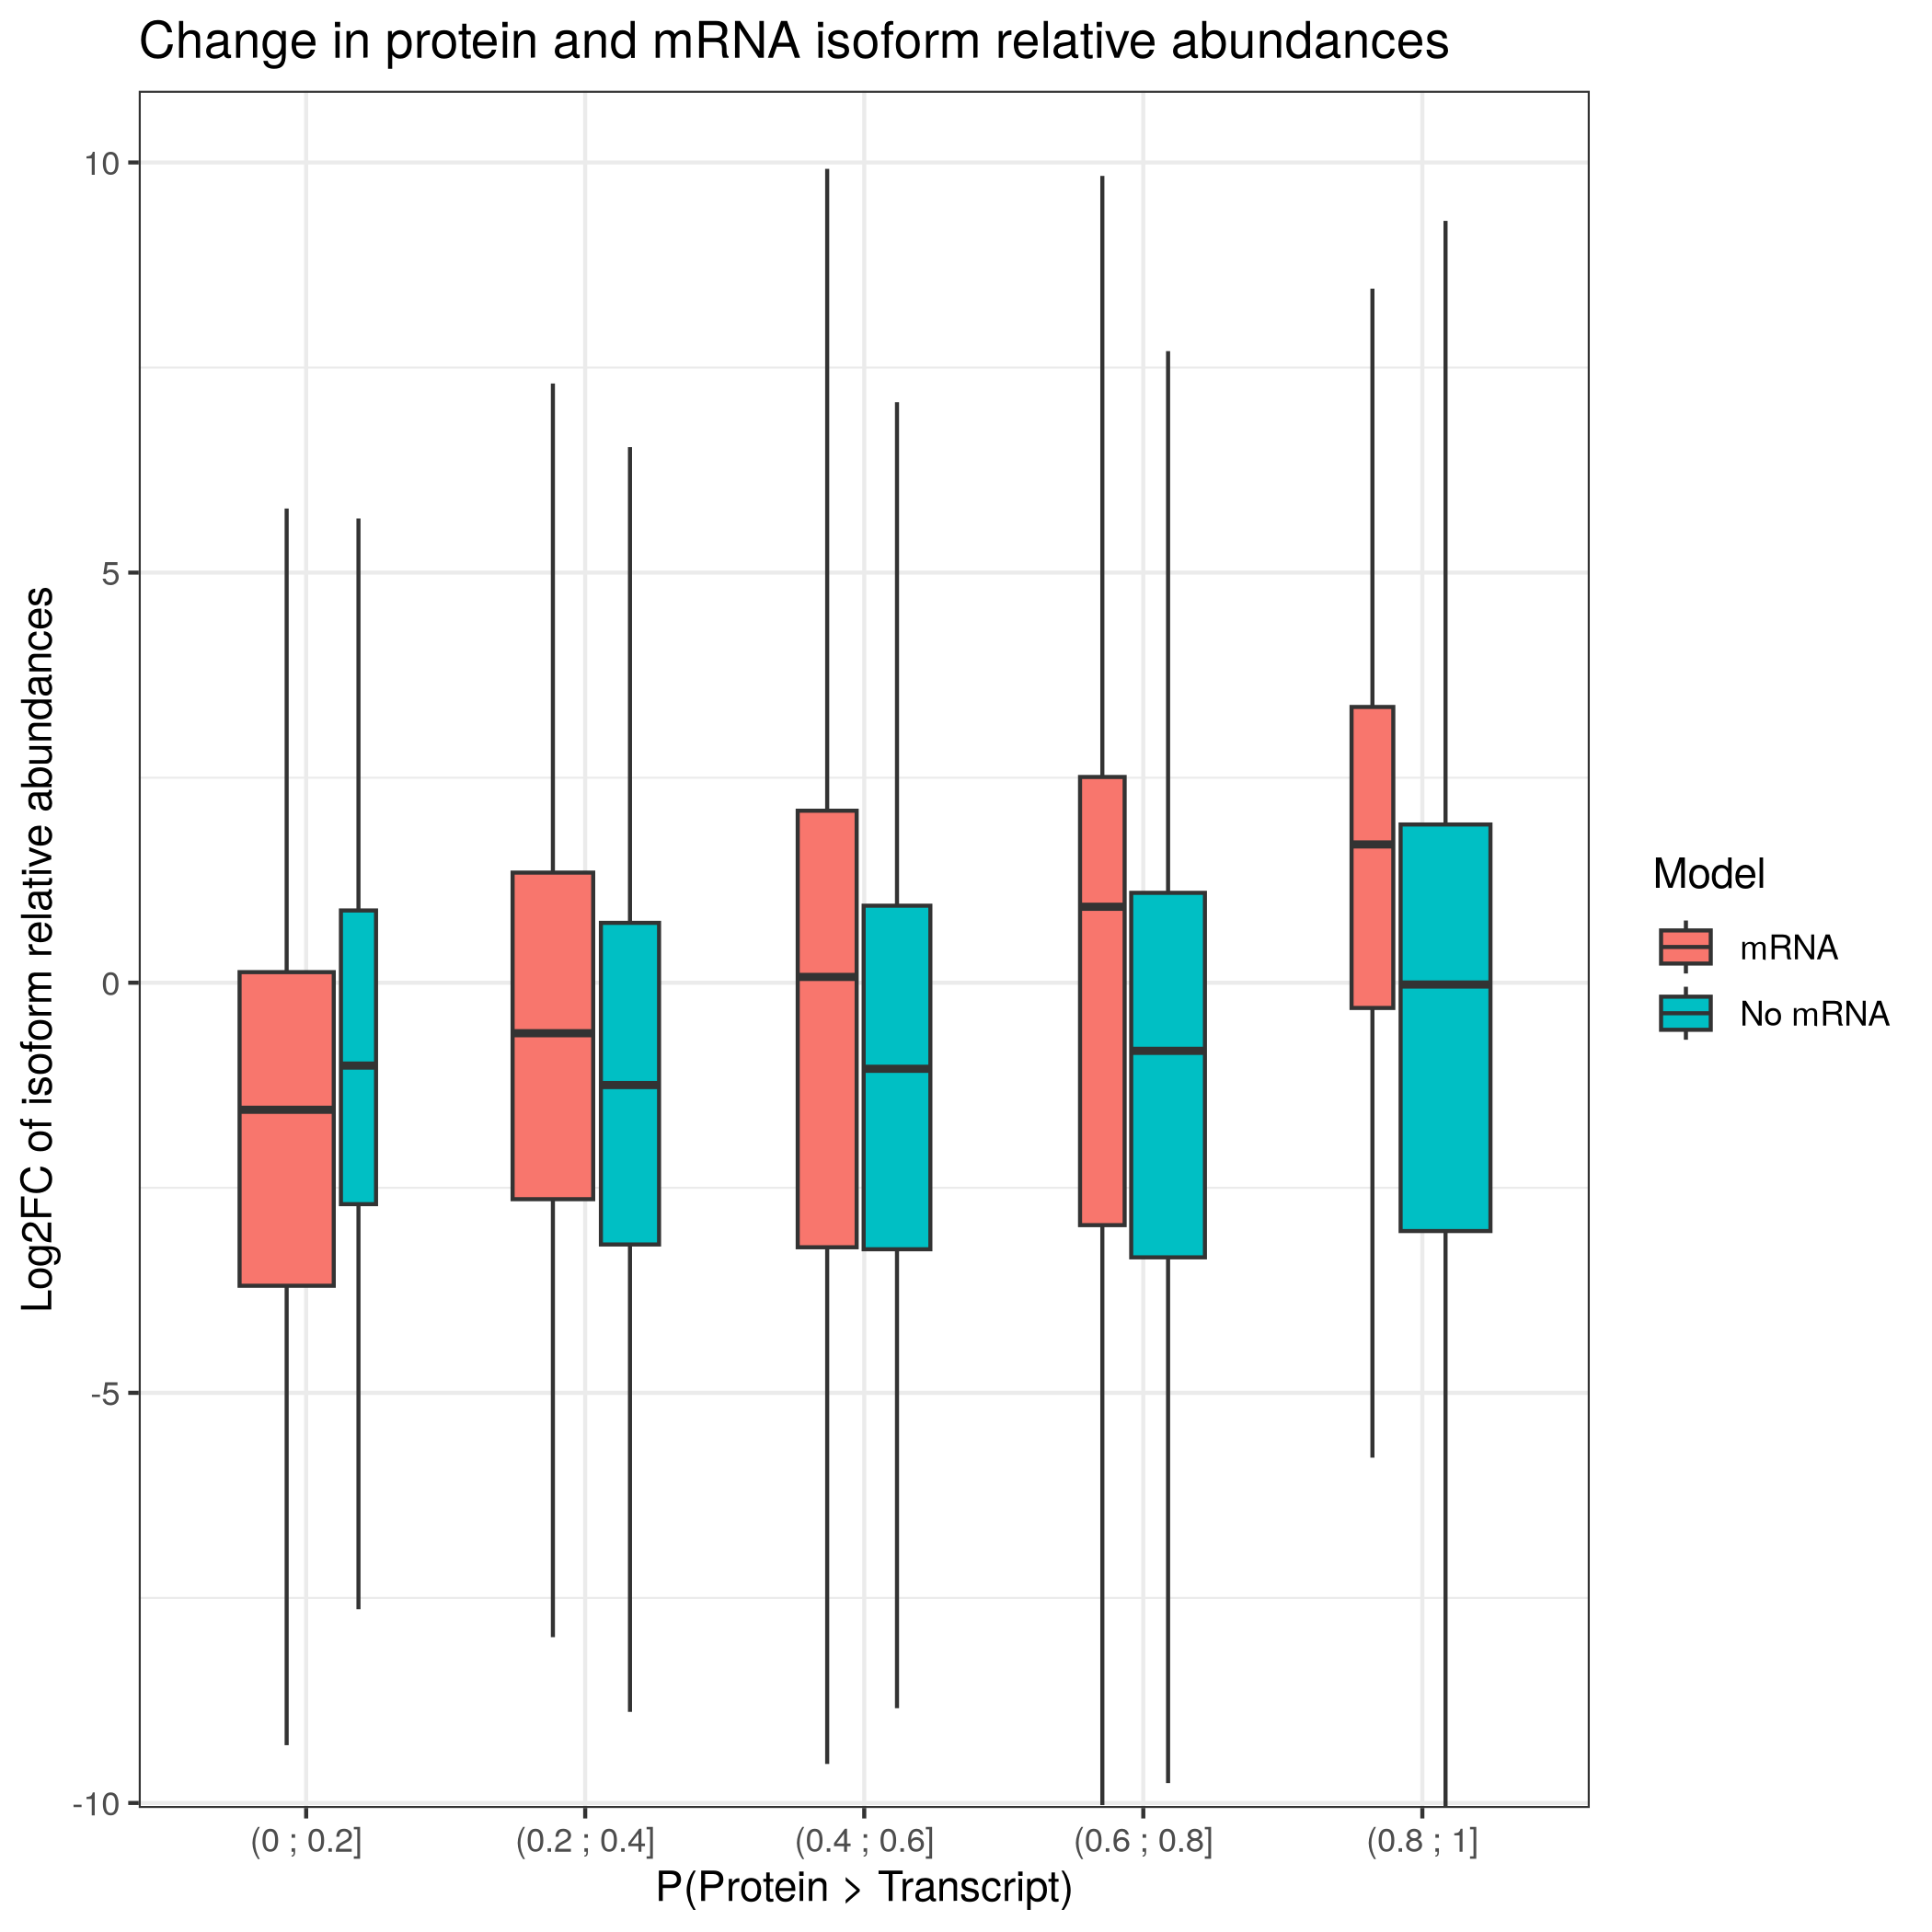 Change in protein and mRNA isoform relative abundances
Log2FC of isoform relative abundances
10
5
0
-5
-10
(0 ; 0.2]
(0.2 ; 0.4]
(0.4 ; 0.6]
(0.6 ; 0.8]
(0.8 ; 1]
P(Protein > Transcript)
Model
mRNA
No mRNA